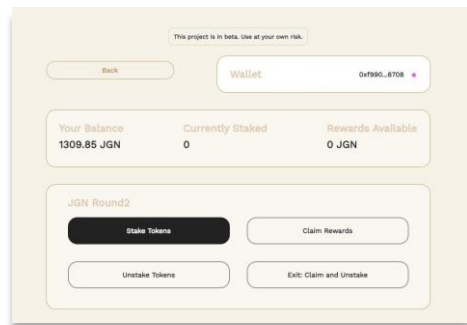 This project is in beta. Use at your own risk.
Back
Wallet 0xf990...6708
Your Balance Currently Staked Rewards Available
1309.85 JGN 0 0 JGN
JGN Round2
Stake Tokens Claim Rewards
Unstake Tokens Exit: Claim and Unstake